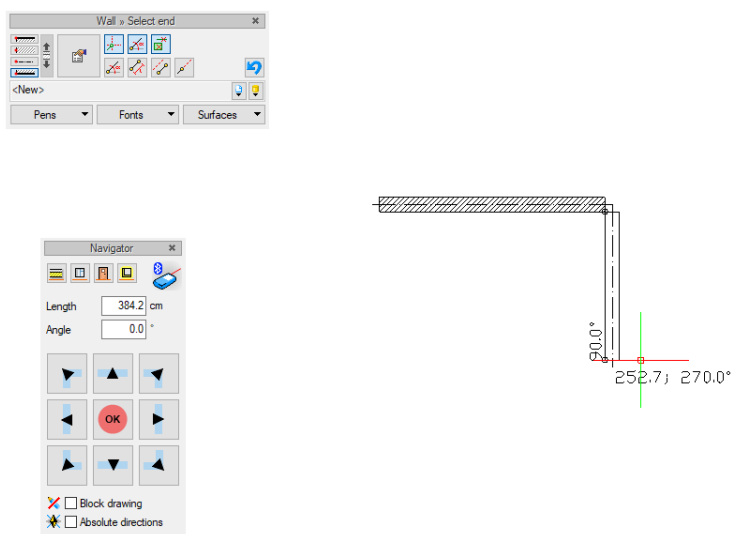 Wall » Select end
<New>
Pens
Fonts
Surfaces
Navigator
Length 384.2 cm
Angle 0.0 °
OK
Block drawing
Absolute directions
90.0°
252.7; 270.0°